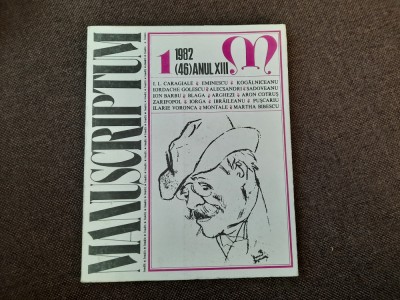 MANUSCRIPTUM
1 1982
(46) ANUL XIII
M
I. L. CARAGIALE & EMINESCU & KOGĂLNICEANU
IORDACHE GOLESCU & ALECSANDRI & SADOVEANU
ION BARBU & BLAGA & ARGHEZI & ARON COTRUȘ
ZARIFOPOL & IORGA & IBRĂILEANU & PUȘCARIU
ILARIE VORONCA & MONTALE & MARTHA BIBESCU